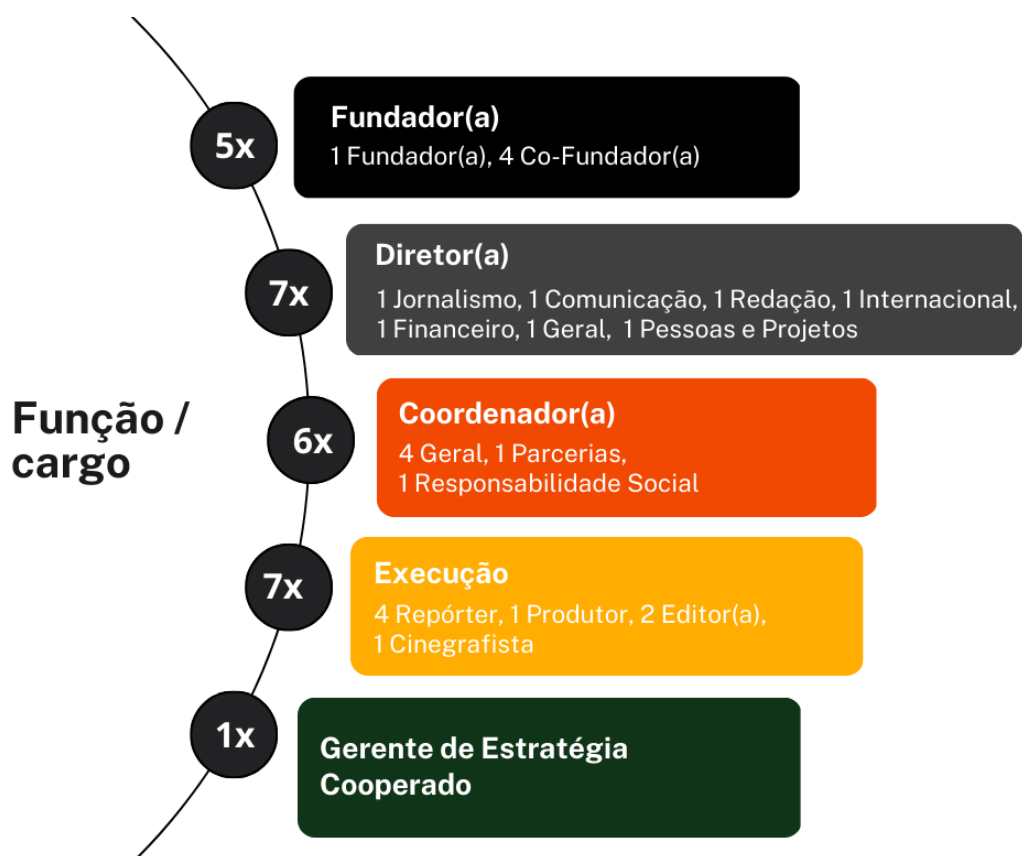 Função /
cargo
5x
Fundador(a)
1 Fundador(a), 4 Co-Fundador(a)
7x
Diretor(a)
1 Jornalismo, 1 Comunicação, 1 Redação, 1 Internacional,
1 Financeiro, 1 Geral, 1 Pessoas e Projetos
6x
Coordenador(a)
4 Geral, 1 Parcerias,
1 Responsabilidade Social
7x
Execução
4 Repórter, 1 Produtor, 2 Editor(a),
1 Cinegrafista
1x
Gerente de Estratégia
Cooperado